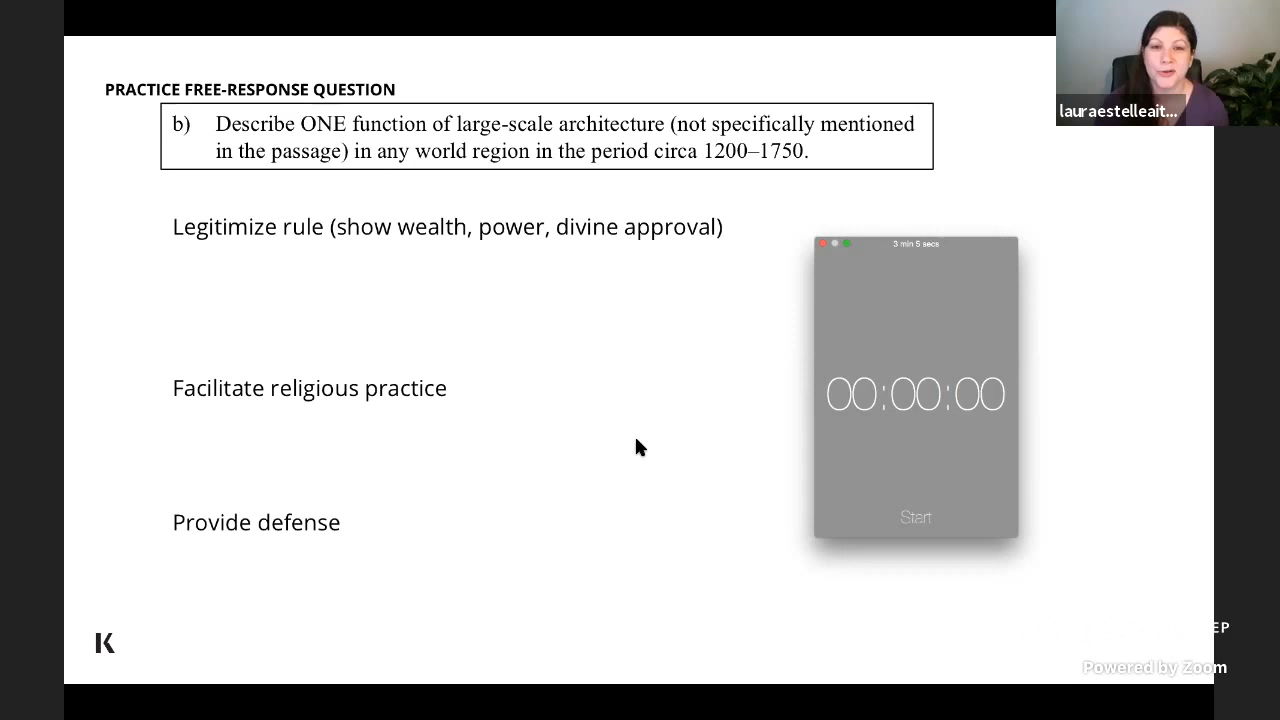 lauraestelleait...
PRACTICE FREE-RESPONSE QUESTION
b) Describe ONE function of large-scale architecture (not specifically mentioned
in the passage) in any world region in the period circa 1200–1750.
Legitimize rule (show wealth, power, divine approval)
3 min 5 secs
Facilitate religious practice
00:00:00
Start
Provide defense
K
EP
Powered by Zoom